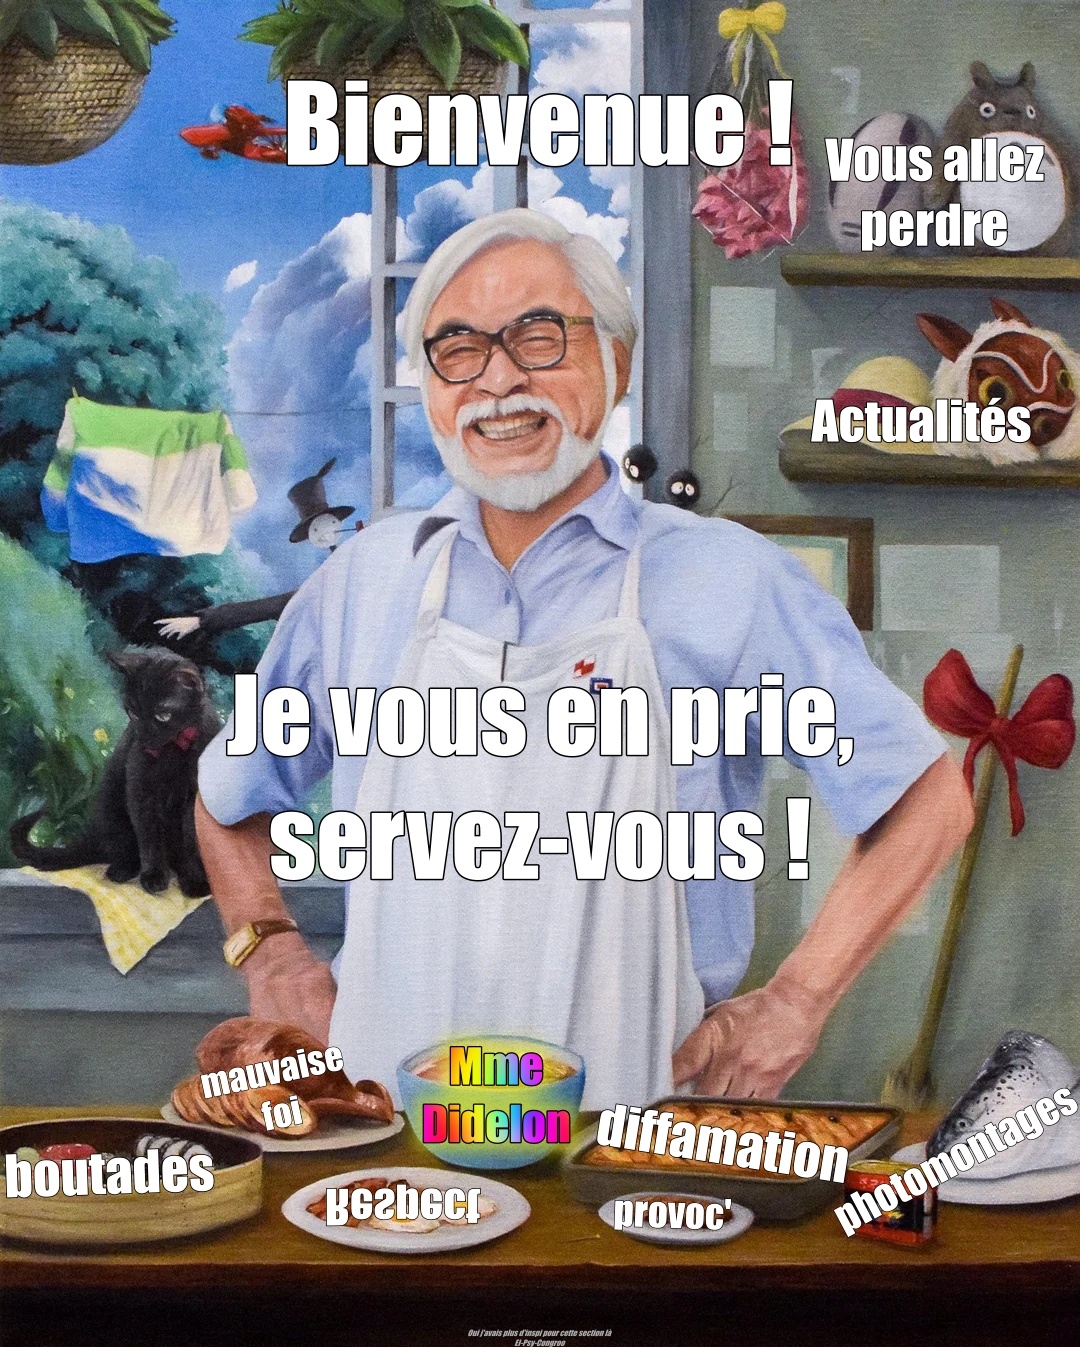 Bienvenue !
Vous allez
perdre
Actualités
Je vous en prie,
servez-vous !
mauvaise
foi
Mme
Didelon
diffamation
photomontages
boutades
Respect
provoc'
Oui j'avais plus d'inspi pour cette section là
El-Psy-Congroo